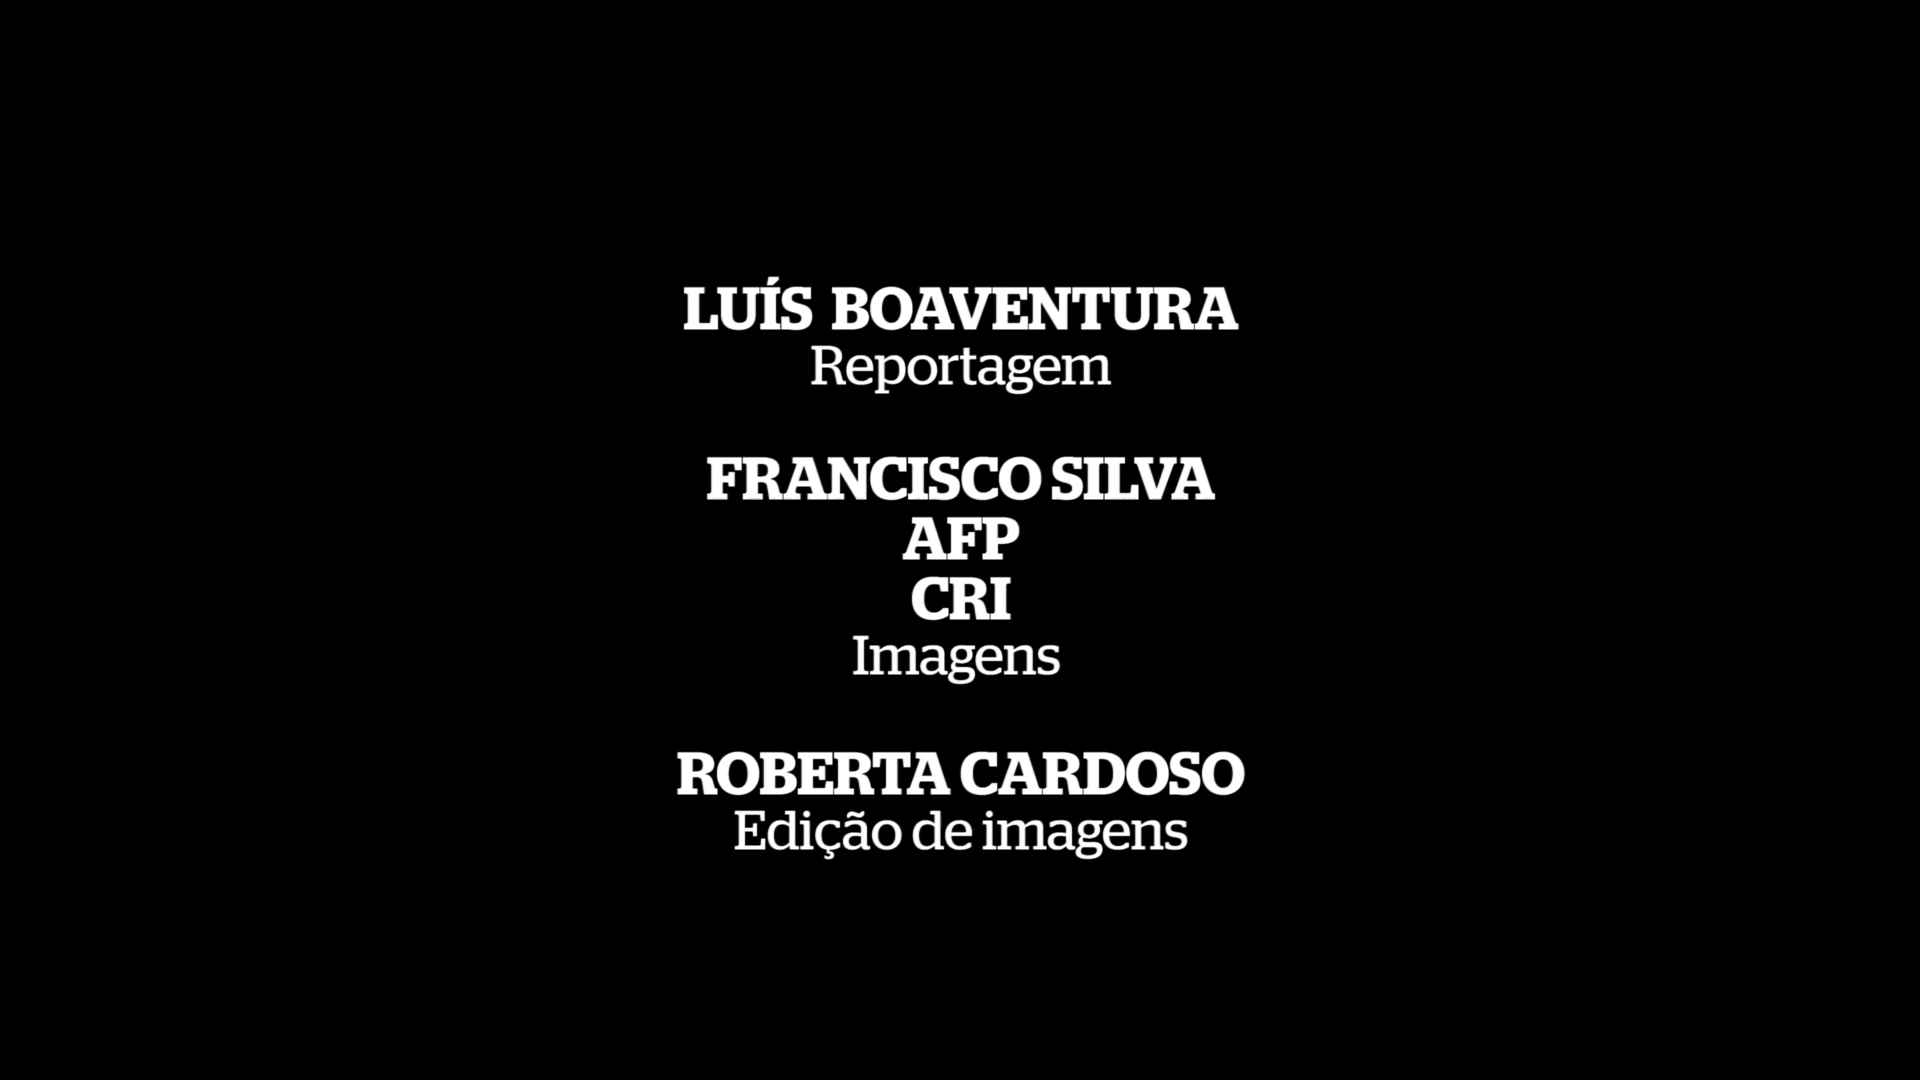 LUÍS BOAVENTURA
Reportagem
FRANCISCO SILVA
AFP
CRI
Imagens
ROBERTA CARDOSO
Edição de imagens